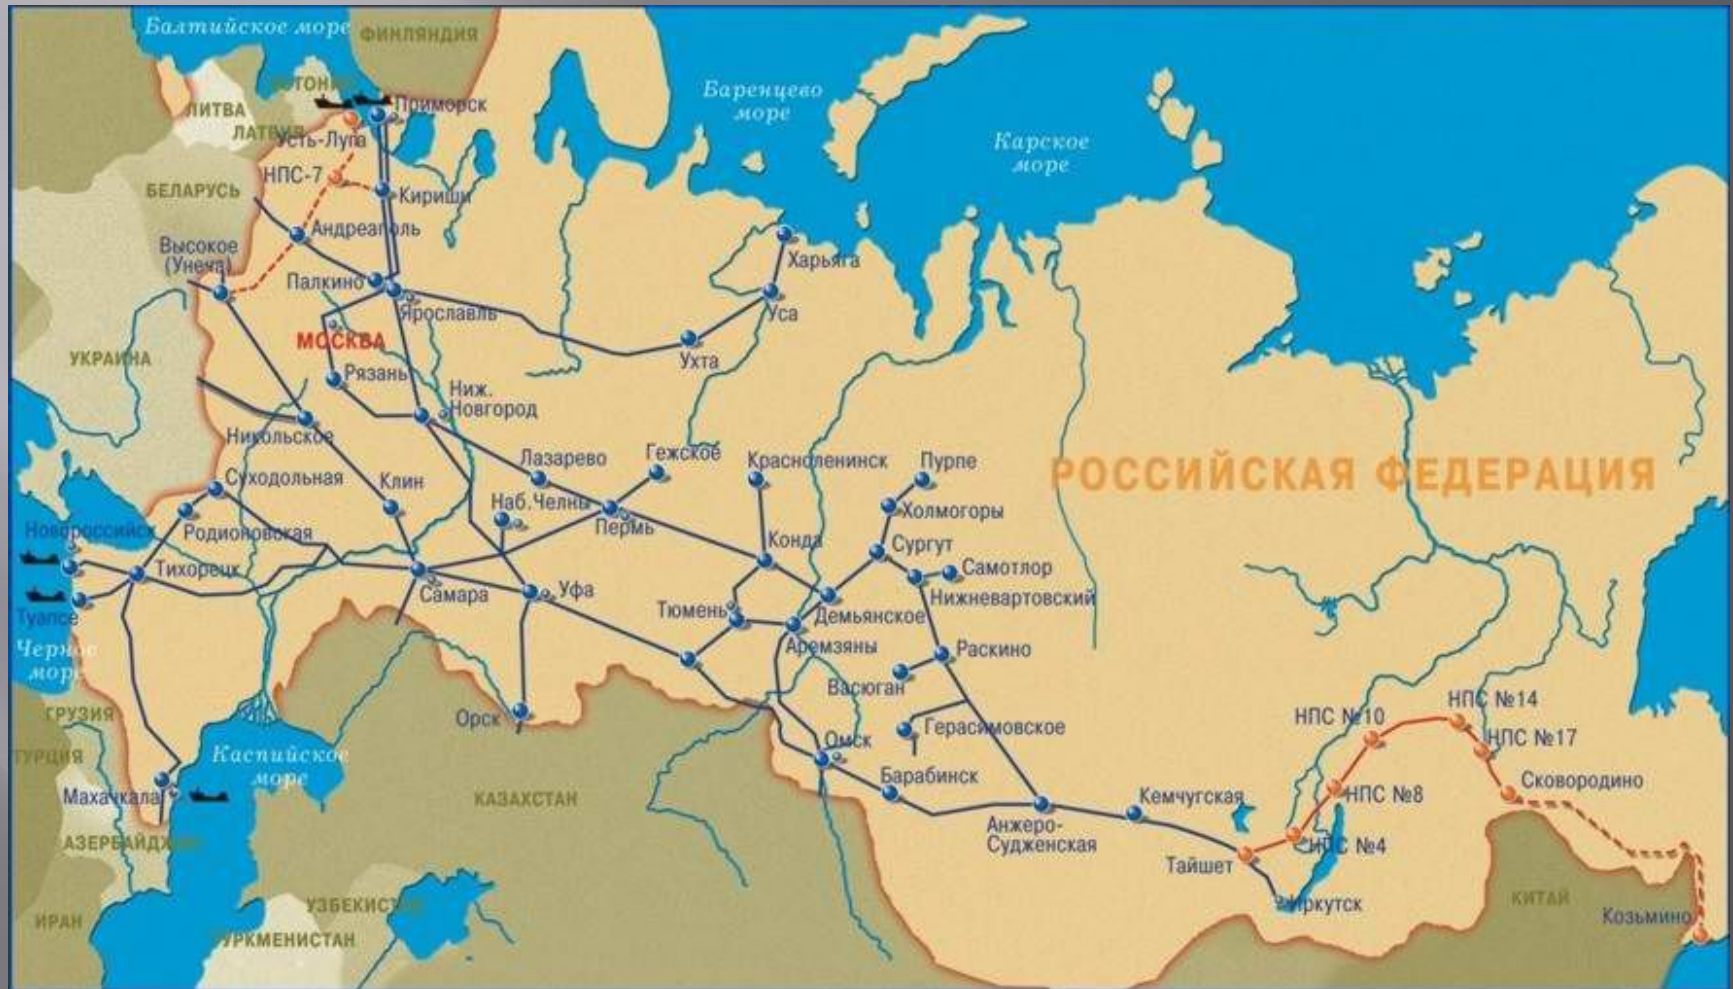 Балтийское море
ФИНЛЯНДИЯ
ЭСТОНИЯ
ЛИТВА
ЛАТВИЯ
Приморск
Усть-Луга
Баренцево
море
Карское
море
БЕЛАРУСЬ
НПС-7
Кириши
Андреаполь
Высокое
(Унеча)
Харьяга
Палкино
Ярославль
Уса
МОСКВА
УКРАИНА
Ухта
Рязань
Ниж.
Новгород
Никольское
Гежское
Лазарево
Красноленинск
Пурпе
РОССИЙСКАЯ ФЕДЕРАЦИЯ
Суходольная
Клин
Наб.Челны
Холмогоры
Новороссийск
Родионовская
Пермь
Конда
Сургут
Тихорецк
Самотлор
Самара
Уфа
Нижневартовский
Туапсе
Тюмень
Демьянское
Черное
море
Аремзяны
Раскино
Васюган
ГРУЗИЯ
Орск
Герасимовское
НПС №10
НПС №14
ТУРЦИЯ
Каспийское
море
Омск
НПС №17
Махачкала
КАЗАХСТАН
Барабинск
Кемчугская
НПС №8
Сковородино
АЗЕРБАЙДЖАН
Анжеро-
Судженская
НПС №4
Тайшет
ИРАН
УЗБЕКИСТАН
Иркутск
КИТАЙ
ТУРКМЕНИСТАН
Козьмино